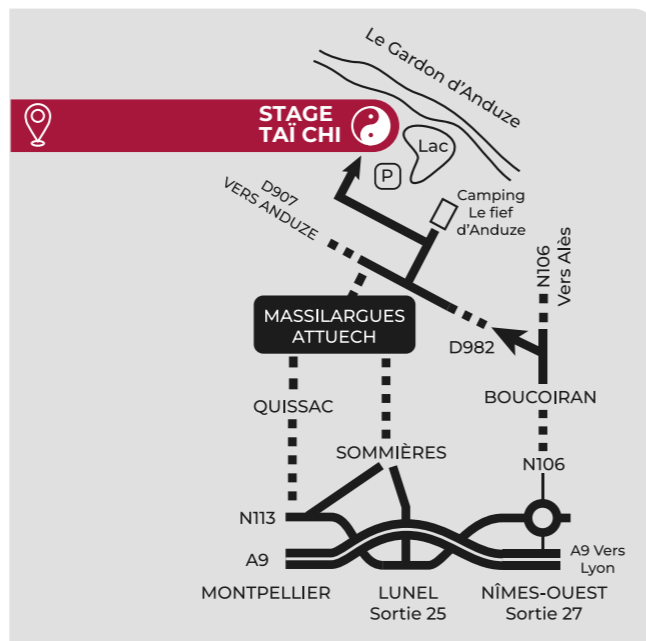 Le Gardon d'Anduze
STAGE
TAÏ CHI
Lac
P
D907
VERS ANDUZE
Camping
Le fief
d'Anduze
N106
Vers Alès
MASSILARGUES
ATTUECH
D982
QUISSAC
BOUCOIRAN
SOMMIÈRES
N106
N113
A9
A9 Vers
Lyon
MONTPELLIER
LUNEL
Sortie 25
NÎMES-OUEST
Sortie 27